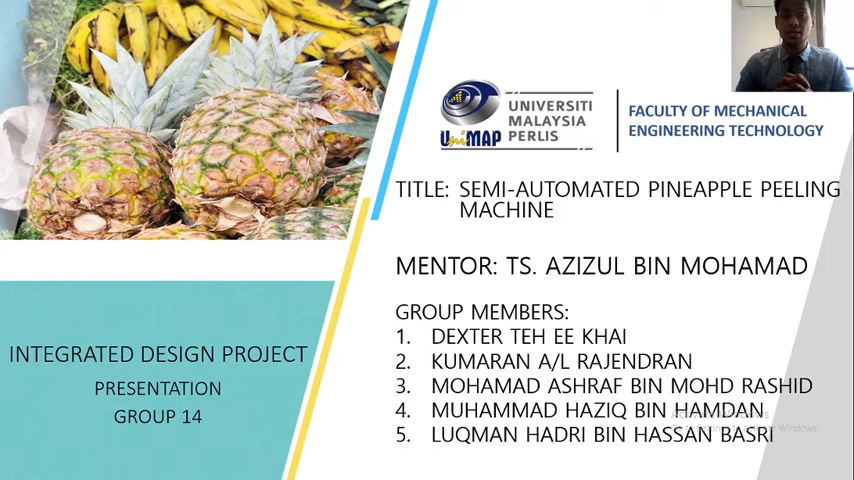 UniMAP
UNIVERSITI
MALAYSIA
PERLIS
FACULTY OF MECHANICAL
ENGINEERING TECHNOLOGY
TITLE: SEMI-AUTOMATED PINEAPPLE PEELING
MACHINE
MENTOR: TS. AZIZUL BIN MOHAMAD
GROUP MEMBERS:
1. DEXTER TEH EE KHAI
2. KUMARAN A/L RAJENDRAN
3. MOHAMAD ASHRAF BIN MOHD RASHID
4. MUHAMMAD HAZIQ BIN HAMDAN
5. LUQMAN HADRI BIN HASSAN BASRI
INTEGRATED DESIGN PROJECT
PRESENTATION
GROUP 14